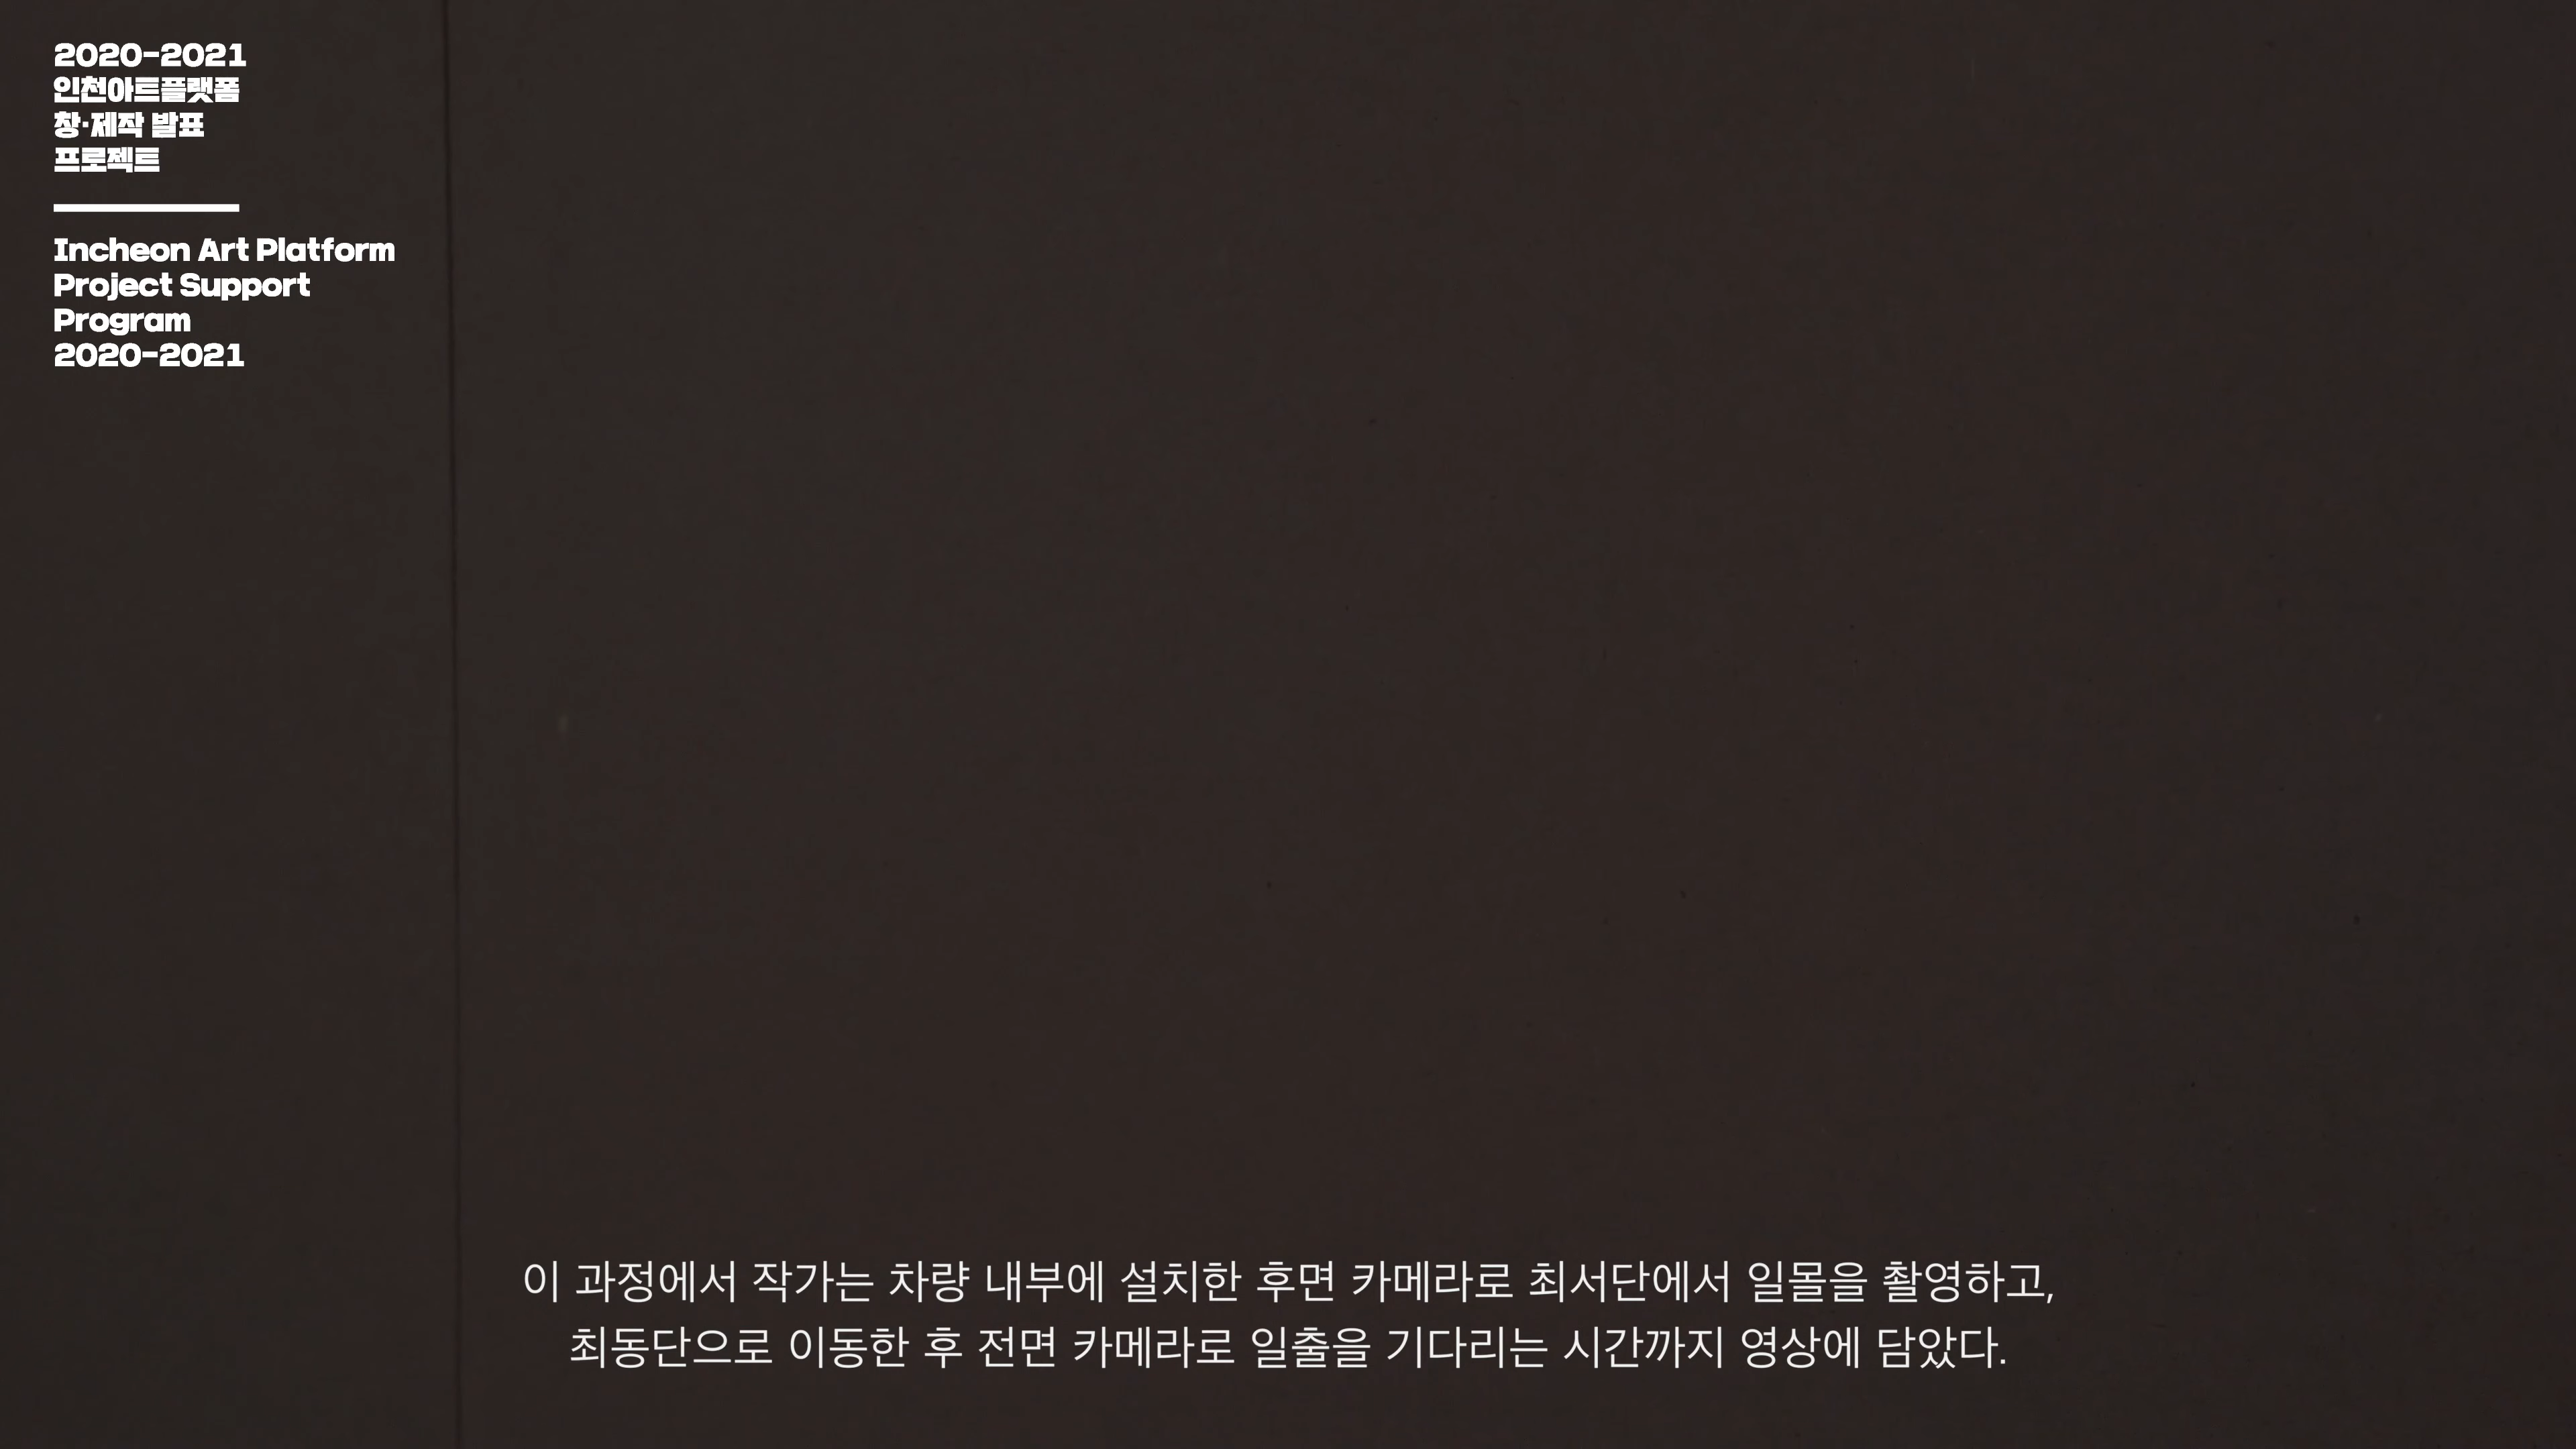 2020-2021
인천아트플랫폼
창·제작 발표
프로젝트
Incheon Art Platform
Project Support
Program
2020-2021
이 과정에서 작가는 차량 내부에 설치한 후면 카메라로 최서단에서 일몰을 촬영하고,
최동단으로 이동한 후 전면 카메라로 일출을 기다리는 시간까지 영상에 담았다.